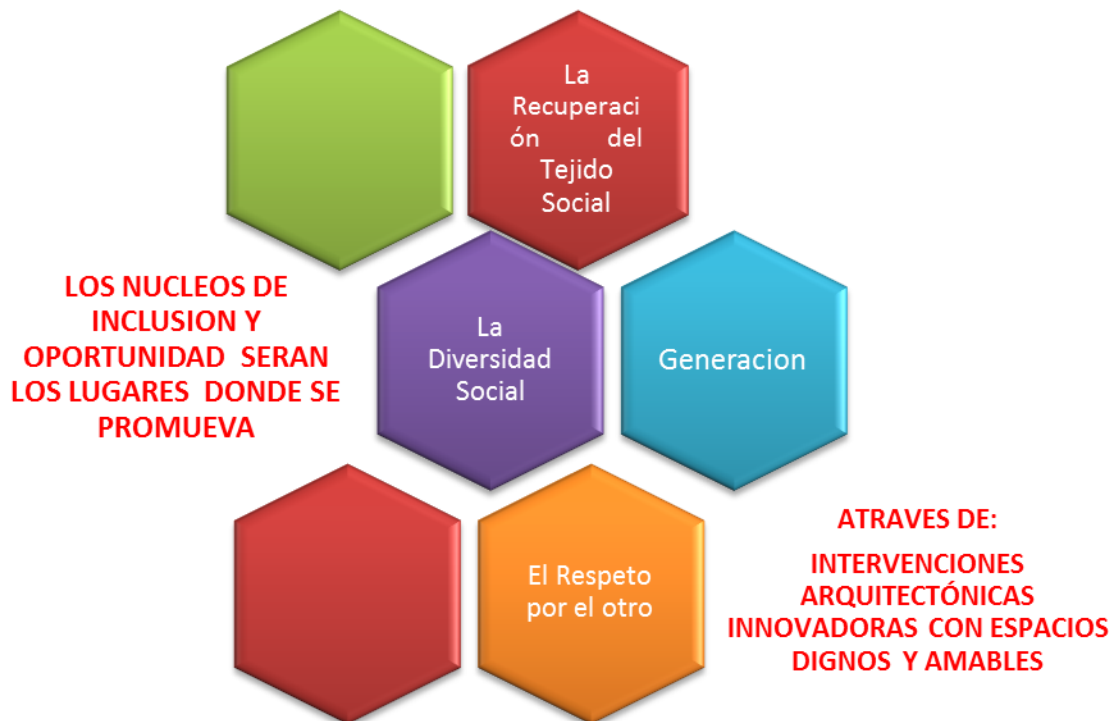 La
Recuperaci
ón del
Tejido
Social
LOS NUCLEOS DE
INCLUSION Y
OPORTUNIDAD SERAN
LOS LUGARES DONDE SE
PROMUEVA
La
Diversidad
Social
Generacion
El Respeto
por el otro
ATRAVES DE:
INTERVENCIONES
ARQUITECTÓNICAS
INNOVADORAS CON ESPACIOS
DIGNOS Y AMABLES